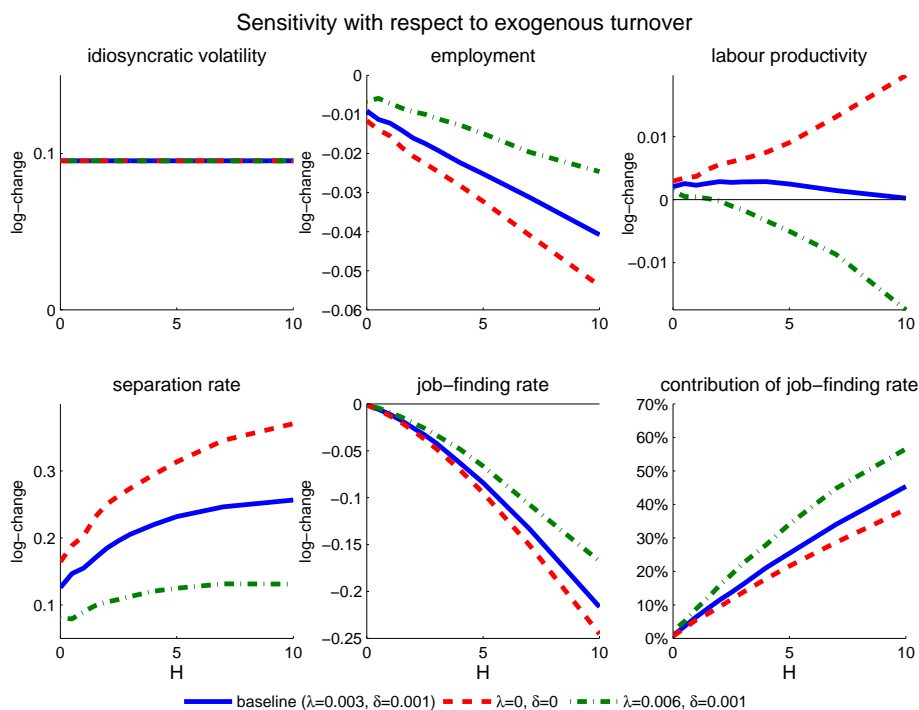 Sensitivity with respect to exogenous turnover
idiosyncratic volatility
log−change
0.1
0
0
5
10
employment
log−change
0
−0.01
−0.02
−0.03
−0.04
−0.05
−0.06
0
5
10
labour productivity
log−change
0.01
0
−0.01
0
5
10
separation rate
log−change
0.3
0.2
0.1
0
5
10
H
job−finding rate
log−change
0
−0.05
−0.1
−0.15
−0.2
−0.25
0
5
10
H
contribution of job−finding rate
70%
60%
50%
40%
30%
20%
10%
0%
0
5
10
H
baseline (λ=0.003, δ=0.001)
λ=0, δ=0
λ=0.006, δ=0.001